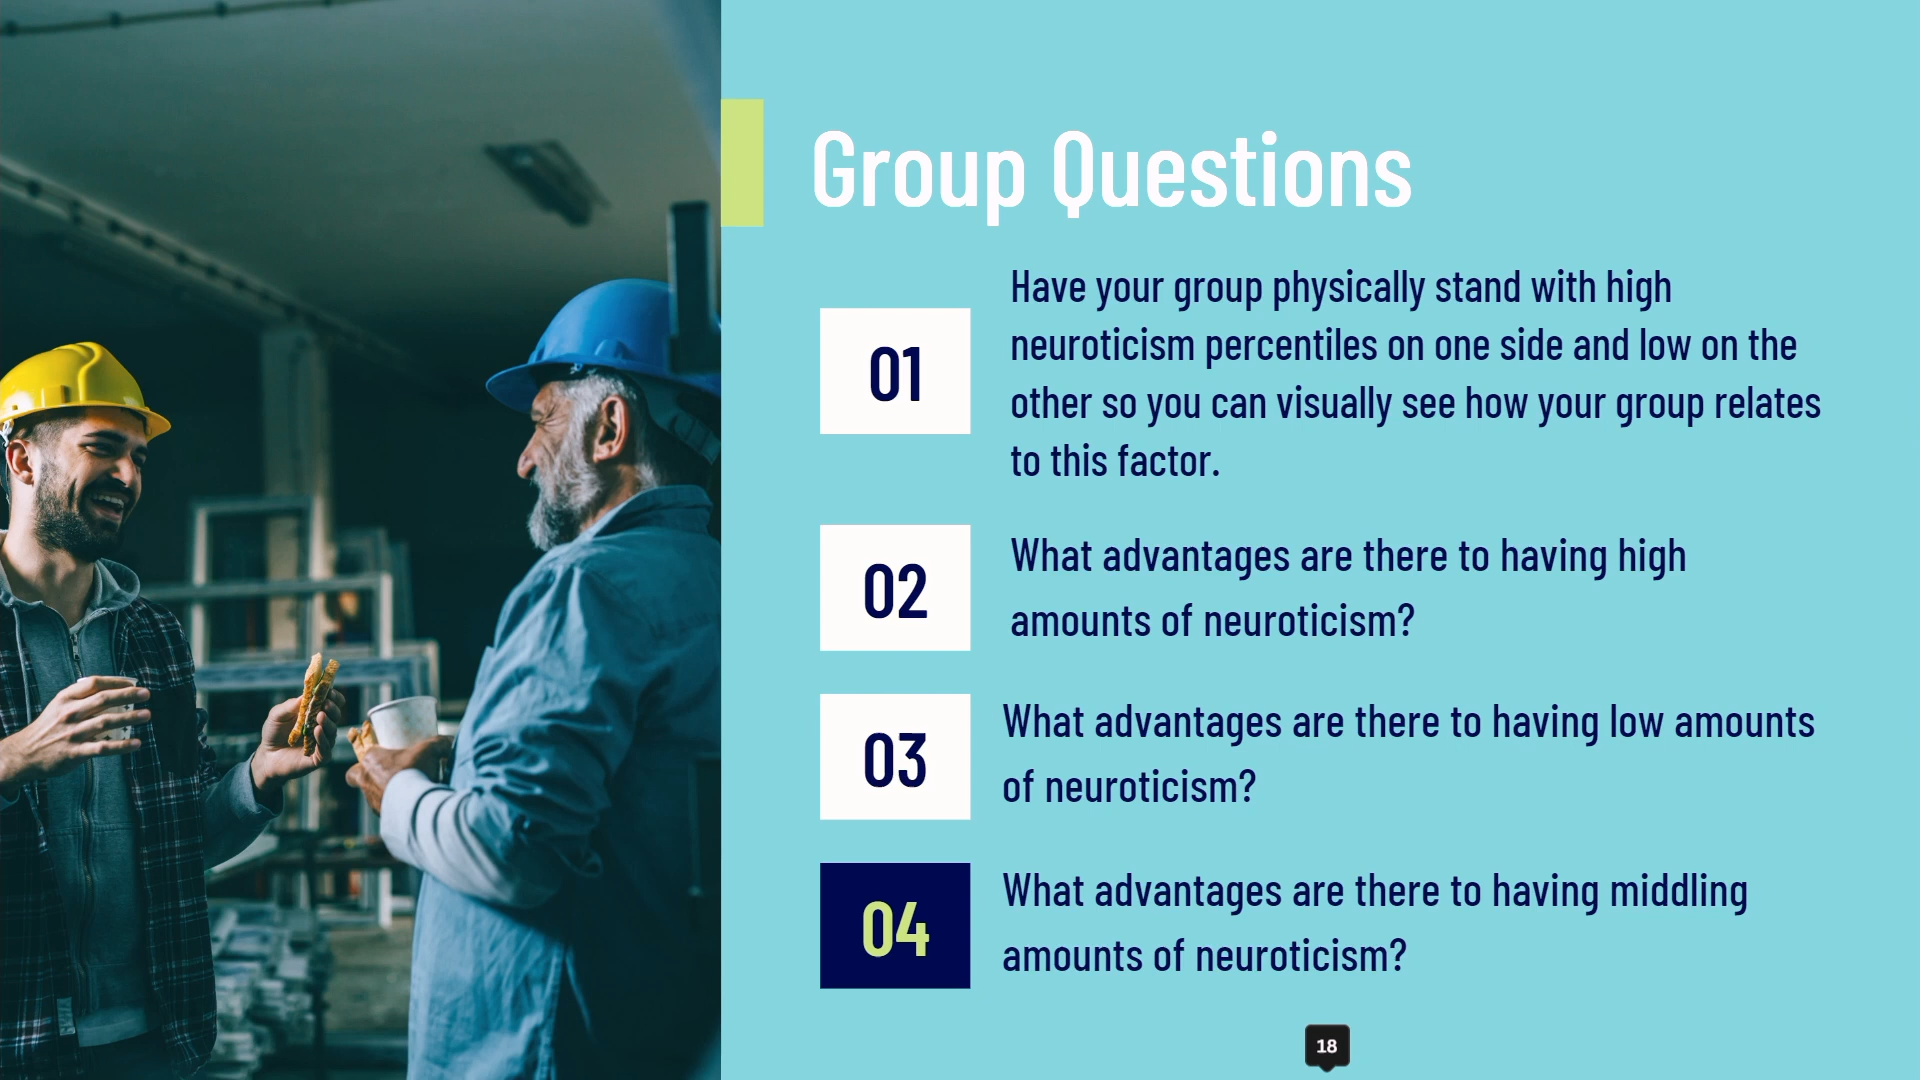 Group Questions
01
Have your group physically stand with high
neuroticism percentiles on one side and low on the
other so you can visually see how your group relates
to this factor.
02
What advantages are there to having high
amounts of neuroticism?
03
What advantages are there to having low amounts
of neuroticism?
04
What advantages are there to having middling
amounts of neuroticism?
18